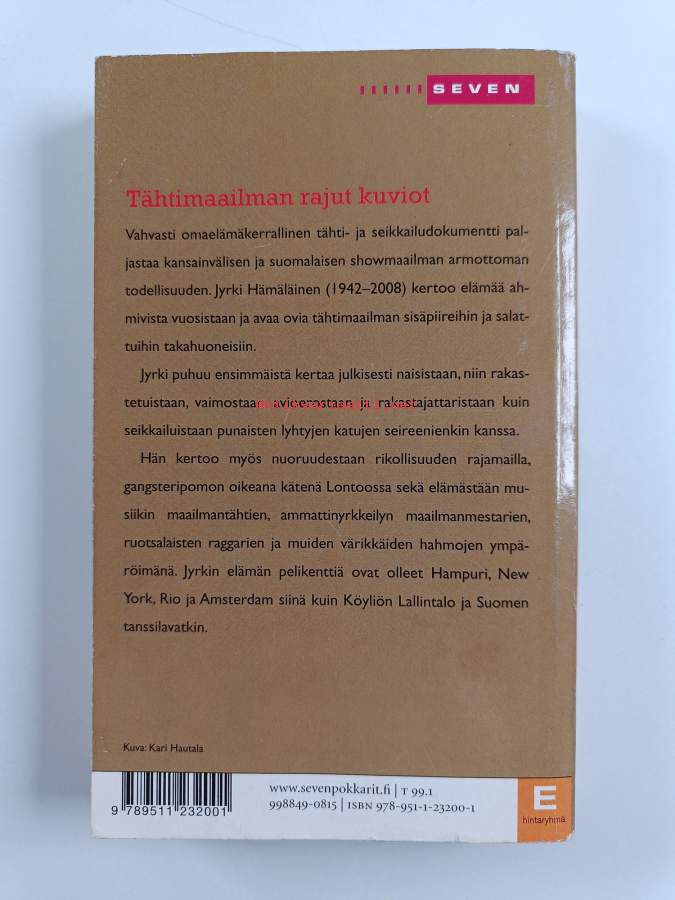 SEVEN
Tähtimaailman rajut kuviot
Vahvasti omaelämäkerrallinen tähti- ja seikkailudokumentti pal-
jastaa kansainvälisen ja suomalaisen showmaailman armottoman
todellisuuden. Jyrki Hämäläinen (1942–2008) kertoo elämää ah-
mivista vuosistaan ja avaa ovia tähtimaailman sisäpiireihin ja salat-
tuihin takahuoneisiin.
Jyrki puhuu ensimmäistä kertaa julkisesti naisistaan, niin rakas-
tetuistaan, vaimostaan, avioerostaan ja rakastajattaristaan kuin
seikkailuistaan punaisten lyhtyjen katujen seireenienkin kanssa.
Hän kertoo myös nuoruudestaan rikollisuuden rajamailla,
gangsteripomon oikeana kätenä Lontoossa sekä elämästään mu-
siikin maailmantähtien, ammattinyrkkeilyn maailmanmestarien,
ruotsalaisten raggarien ja muiden värikkäiden hahmojen ympä-
röimänä. Jyrkin elämän pelikenttiä ovat olleet Hampuri, New
York, Rio ja Amsterdam siinä kuin Köyliön Lallintalo ja Suomen
tanssilavatkin.
Kuva: Kari Hautala
www.sevenpokkarit.fi | T 99.1
998849-0815 | ISBN 978-951-1-23200-1
9 789511 232001
E
hintaryhmä